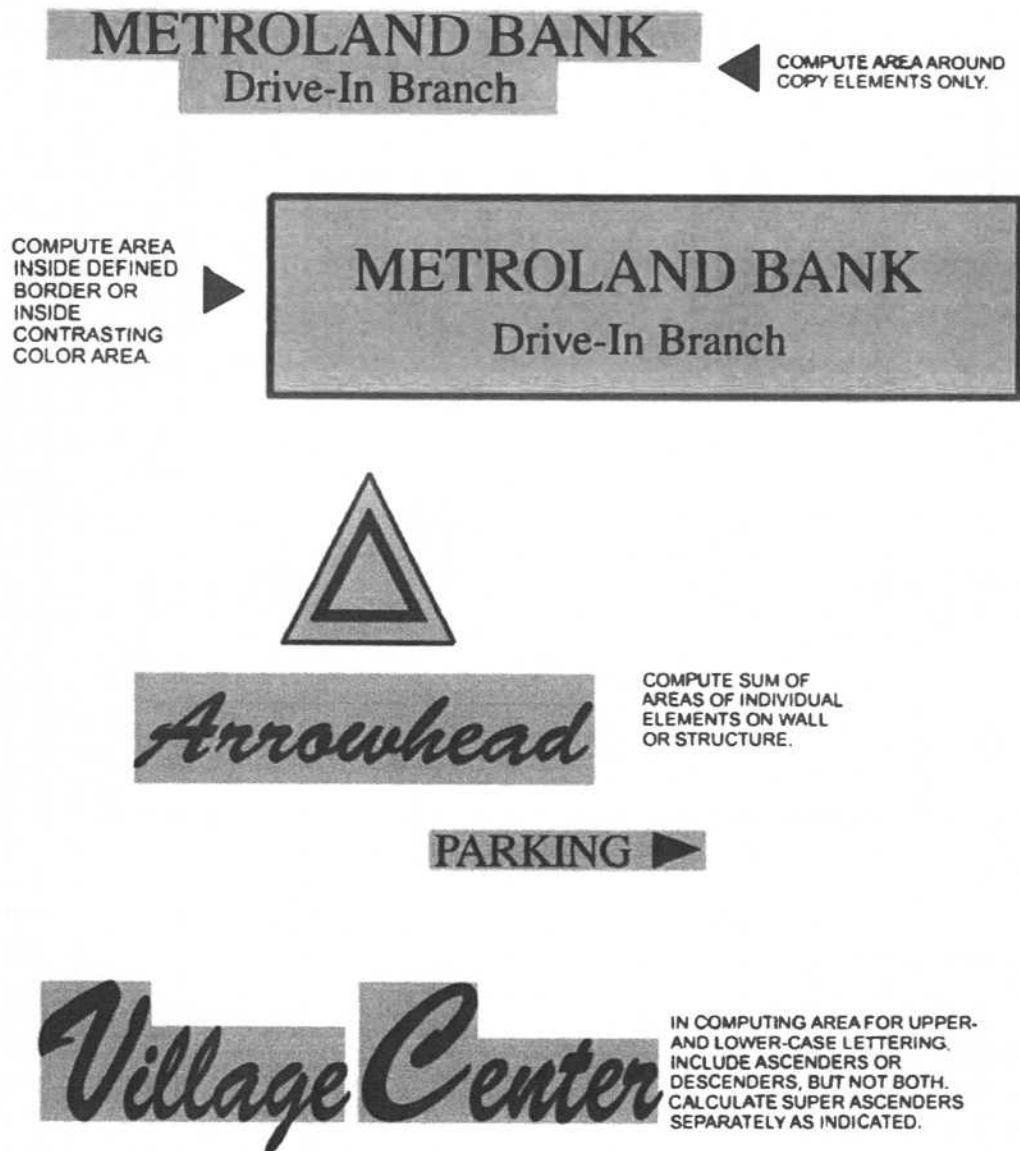 METROLAND BANK
Drive-In Branch
COMPUTE AREA AROUND
COPY ELEMENTS ONLY.
COMPUTE AREA
INSIDE DEFINED
BORDER OR
INSIDE
CONTRASTING
COLOR AREA.
METROLAND BANK
Drive-In Branch
Arrowhead
COMPUTE SUM OF
AREAS OF INDIVIDUAL
ELEMENTS ON WALL
OR STRUCTURE.
PARKING
Village Center
IN COMPUTING AREA FOR UPPER-
AND LOWER-CASE LETTERING,
INCLUDE ASCENDERS OR
DESCENDERS, BUT NOT BOTH.
CALCULATE SUPER ASCENDERS
SEPARATELY AS INDICATED.